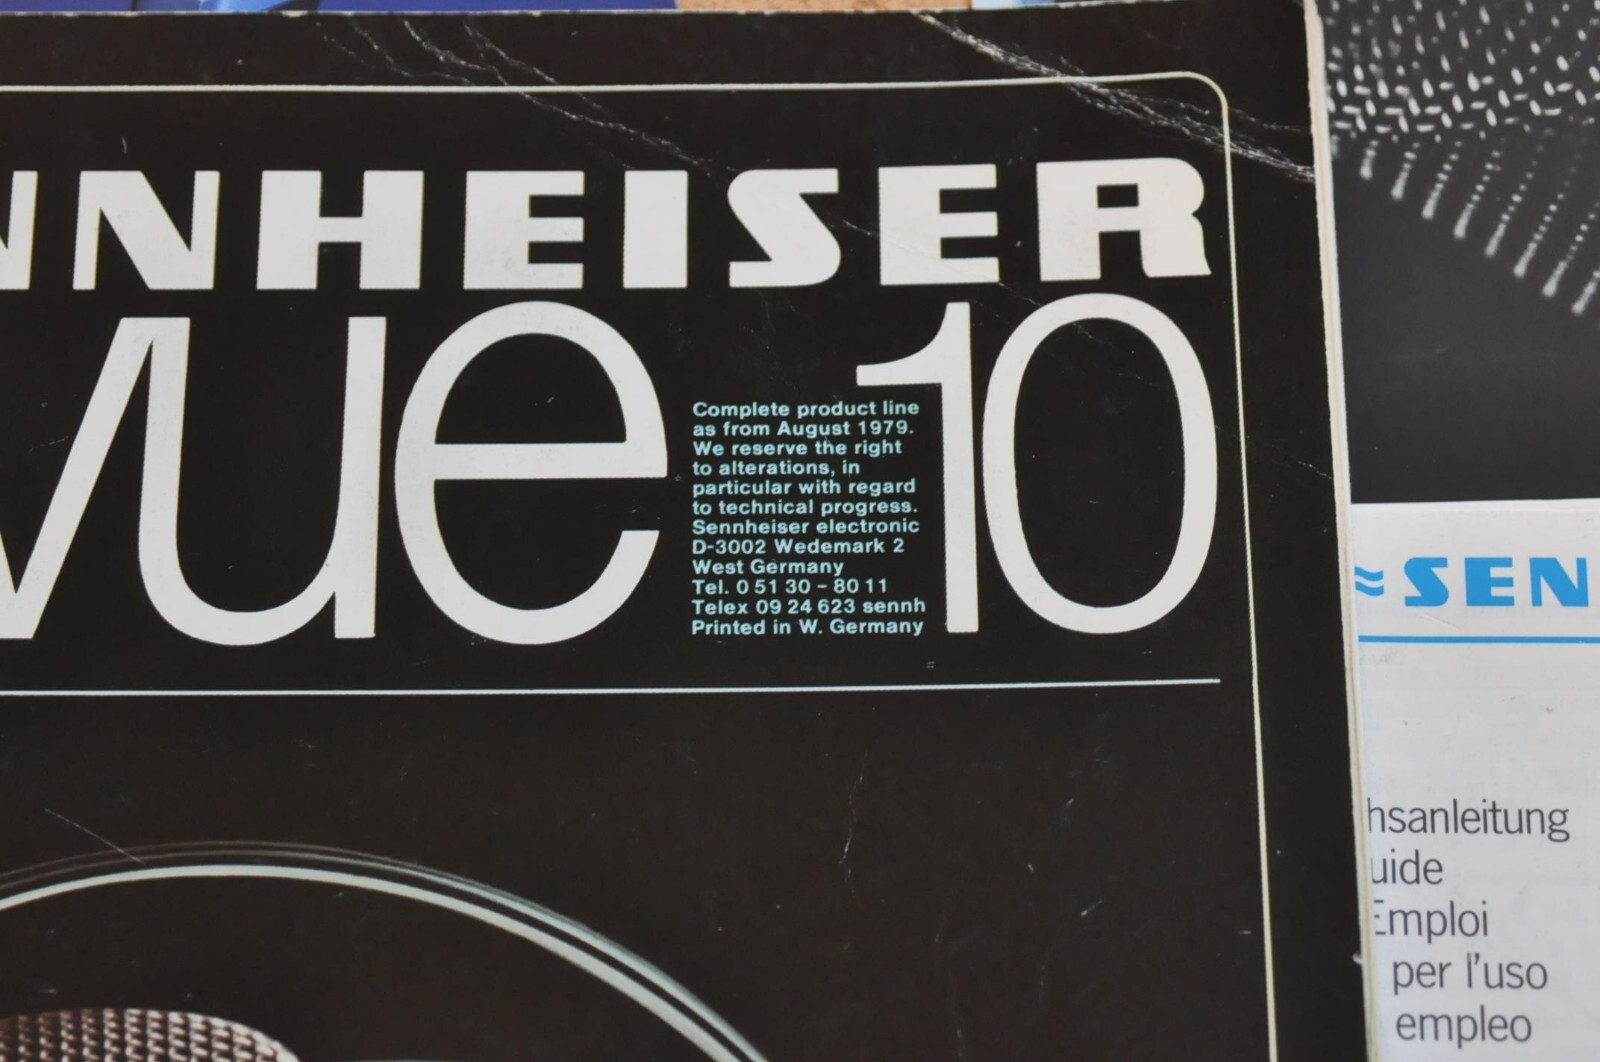 NNHEISER
vue 10
Complete product line
as from August 1979.
We reserve the right
to alterations, in
particular with regard
to technical progress.
Sennheiser electronic
D-3002 Wedemark 2
West Germany
Tel. 0 51 30 – 80 11
Telex 09 24 623 sennh
Printed in W. Germany
SEN
hsanleitung
uide
Emploi
per l'uso
empleo